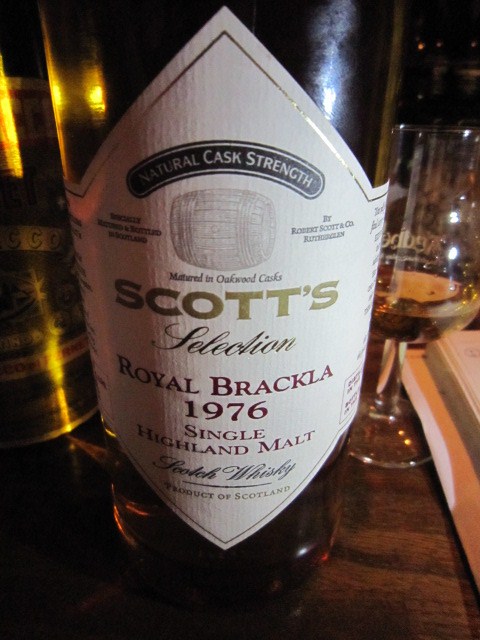 NATURAL CASK STRENGTH
SPECIALLY
MATURED & BOTTLED
IN SCOTLAND
BY
ROBERT SCOTT & CO.
RUTHERGLEN
Matured in Oakwood Casks
SCOTT'S
Selection
ROYAL BRACKLA
1976
SINGLE
HIGHLAND MALT
Scotch Whisky
PRODUCT OF SCOTLAND